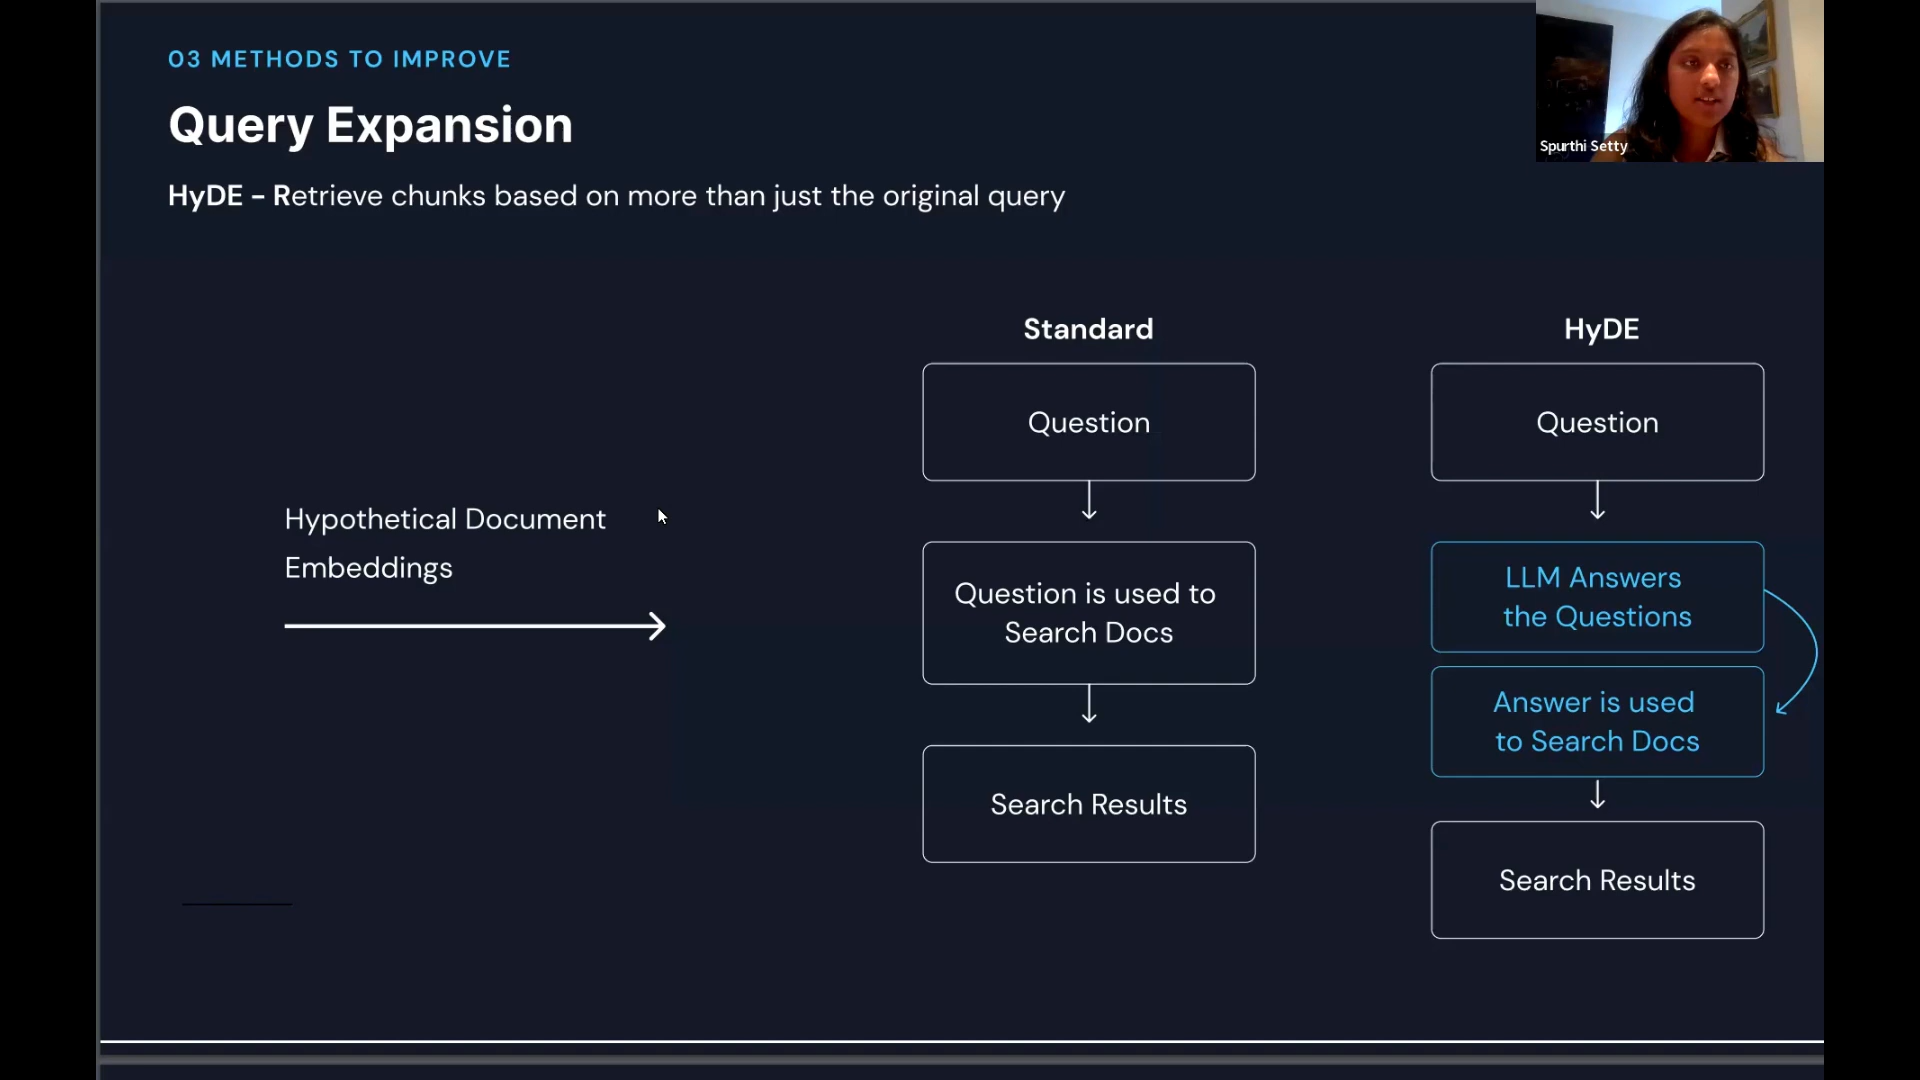 03 METHODS TO IMPROVE
Query Expansion
HyDE - Retrieve chunks based on more than just the original query
Spurthi Setty
Hypothetical Document
Embeddings
Standard
Question
Question is used to
Search Docs
Search Results
HyDE
Question
LLM Answers
the Questions
Answer is used
to Search Docs
Search Results